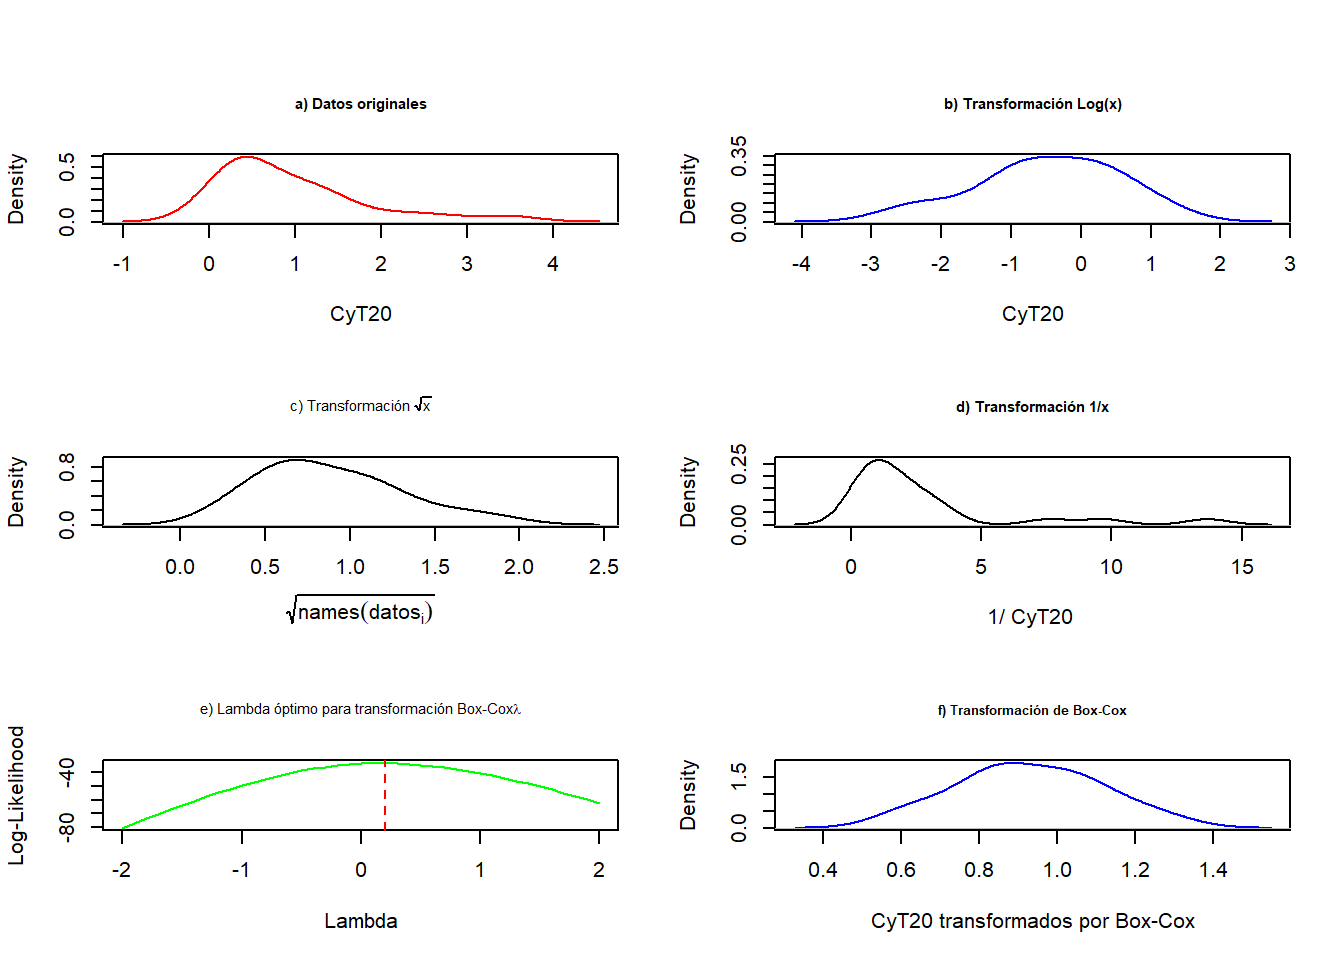 a) Datos originales
Density
0.0 0.5
-1 0 1 2 3 4
CyT20
b) Transformación Log(x)
Density
0.00 0.35
-4 -3 -2 -1 0 1 2 3
CyT20
c) Transformación √x
Density
0.0 0.8
0.0 0.5 1.0 1.5 2.0 2.5
√names(datosᵢ)
d) Transformación 1/x
Density
0.00 0.25
0 5 10 15
1/ CyT20
e) Lambda óptimo para transformación Box-Coxλ
Log-Likelihood
-80 -40
-2 -1 0 1 2
Lambda
f) Transformación de Box-Cox
Density
0.0 1.5
0.4 0.6 0.8 1.0 1.2 1.4
CyT20 transformados por Box-Cox